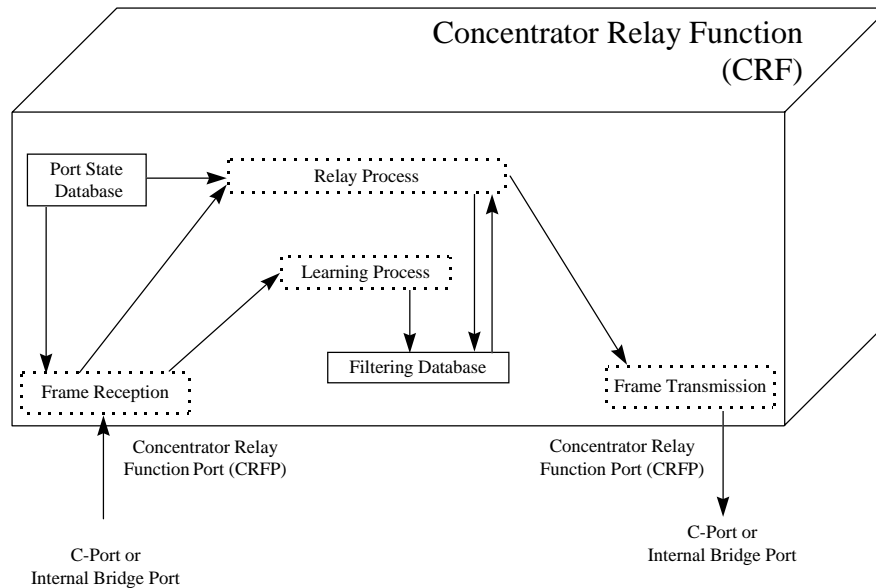 Concentrator Relay Function
(CRF)
Port State
Database
Relay Process
Learning Process
Filtering Database
Frame Reception
Frame Transmission
Concentrator Relay
Function Port (CRFP)
Concentrator Relay
Function Port (CRFP)
C-Port or
Internal Bridge Port
C-Port or
Internal Bridge Port